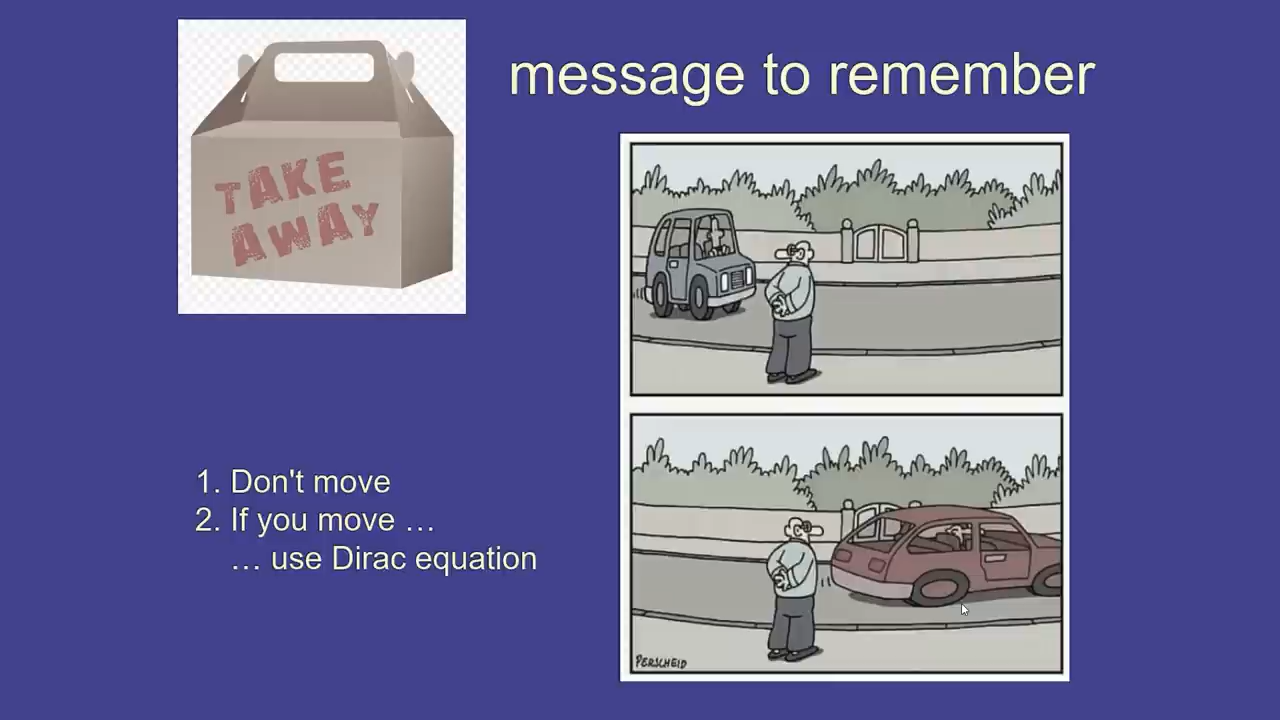 TAKE
AWAY
message to remember
1. Don't move
2. If you move …
… use Dirac equation
PERSCHEID